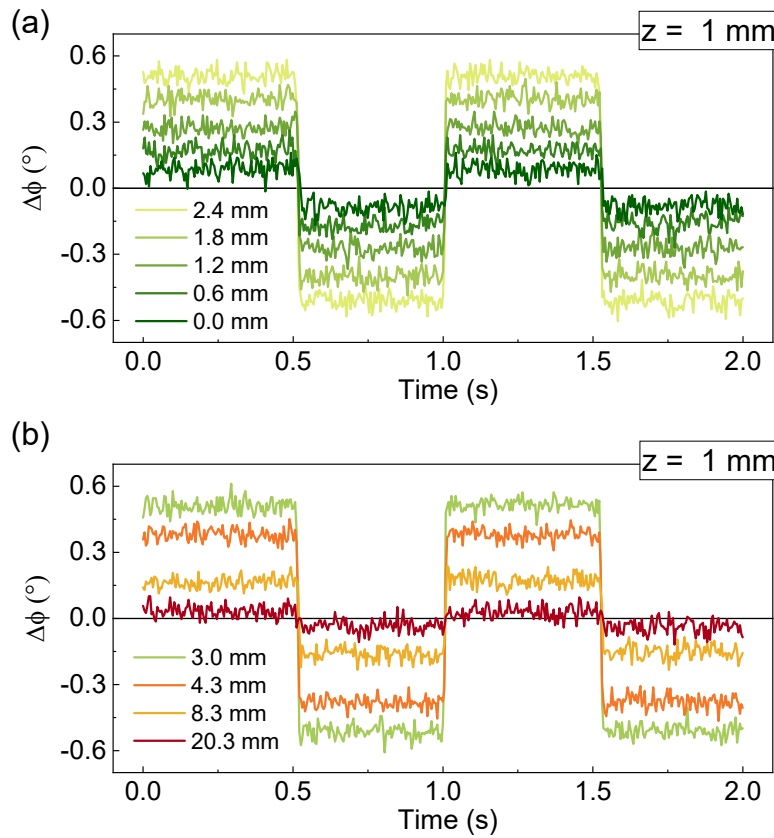 (a)
z =  1 mm
0.6
0.3
0.0
-0.3
-0.6
Δϕ (°)
2.4 mm
1.8 mm
1.2 mm
0.6 mm
0.0 mm
0.0 0.5 1.0 1.5 2.0
Time (s)
(b)
z =  1 mm
0.6
0.3
0.0
-0.3
-0.6
Δϕ (°)
3.0 mm
4.3 mm
8.3 mm
20.3 mm
0.0 0.5 1.0 1.5 2.0
Time (s)